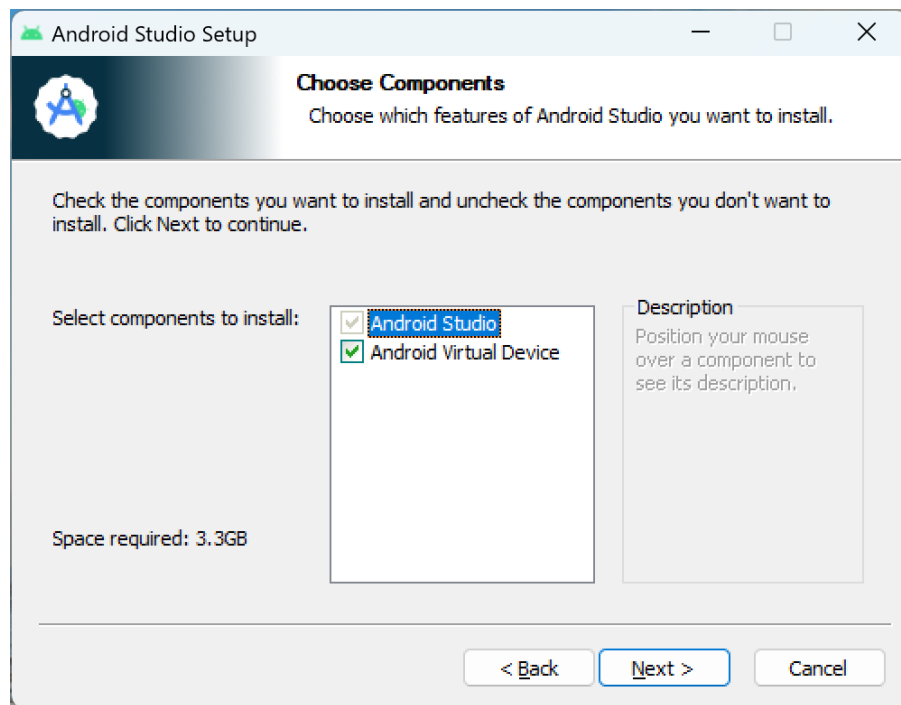 Android Studio Setup
Choose Components
Choose which features of Android Studio you want to install.
Check the components you want to install and uncheck the components you don't want to
install. Click Next to continue.
Select components to install:
Android Studio
Android Virtual Device
Description
Position your mouse
over a component to
see its description.
Space required: 3.3GB
< Back
Next >
Cancel